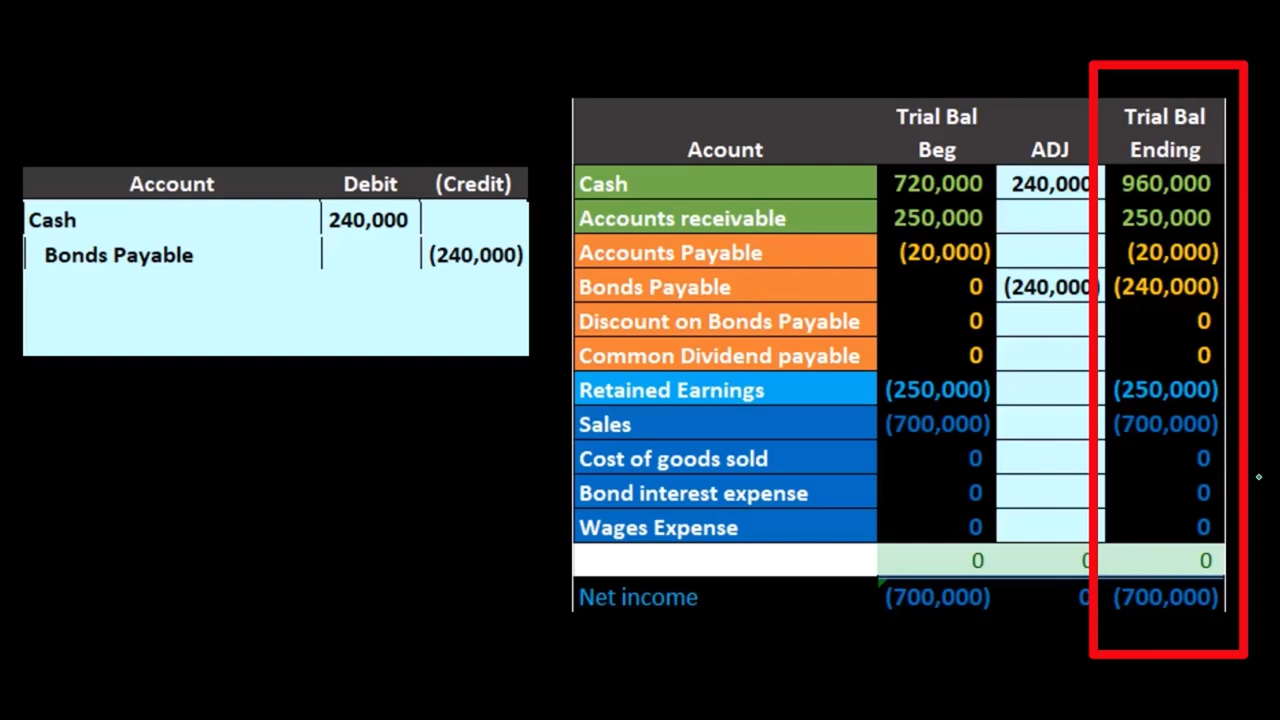 Account Debit (Credit)
Cash 240,000
Bonds Payable (240,000)
Trial Bal Trial Bal
Acount Beg ADJ Ending
Cash 720,000 240,000 960,000
Accounts receivable 250,000 250,000
Accounts Payable (20,000) (20,000)
Bonds Payable 0 (240,000) (240,000)
Discount on Bonds Payable 0 0
Common Dividend payable 0 0
Retained Earnings (250,000) (250,000)
Sales (700,000) (700,000)
Cost of goods sold 0 0
Bond interest expense 0 0
Wages Expense 0 0
0 0 0
Net income (700,000) 0 (700,000)